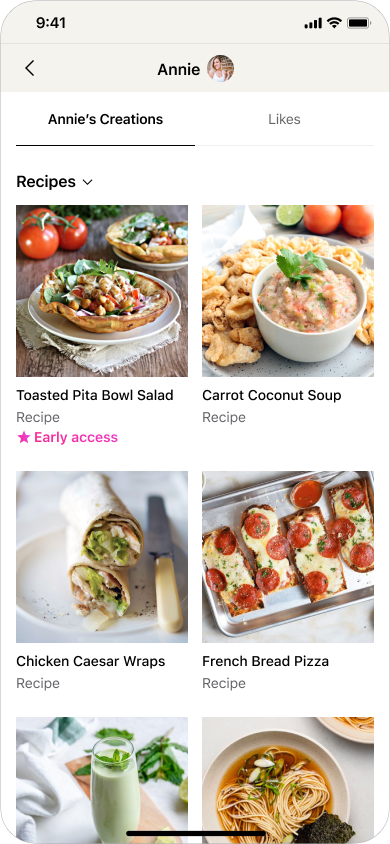 9:41
Annie
Annie’s Creations
Likes
Recipes
Toasted Pita Bowl Salad
Recipe
Early access
Carrot Coconut Soup
Recipe
Chicken Caesar Wraps
Recipe
French Bread Pizza
Recipe